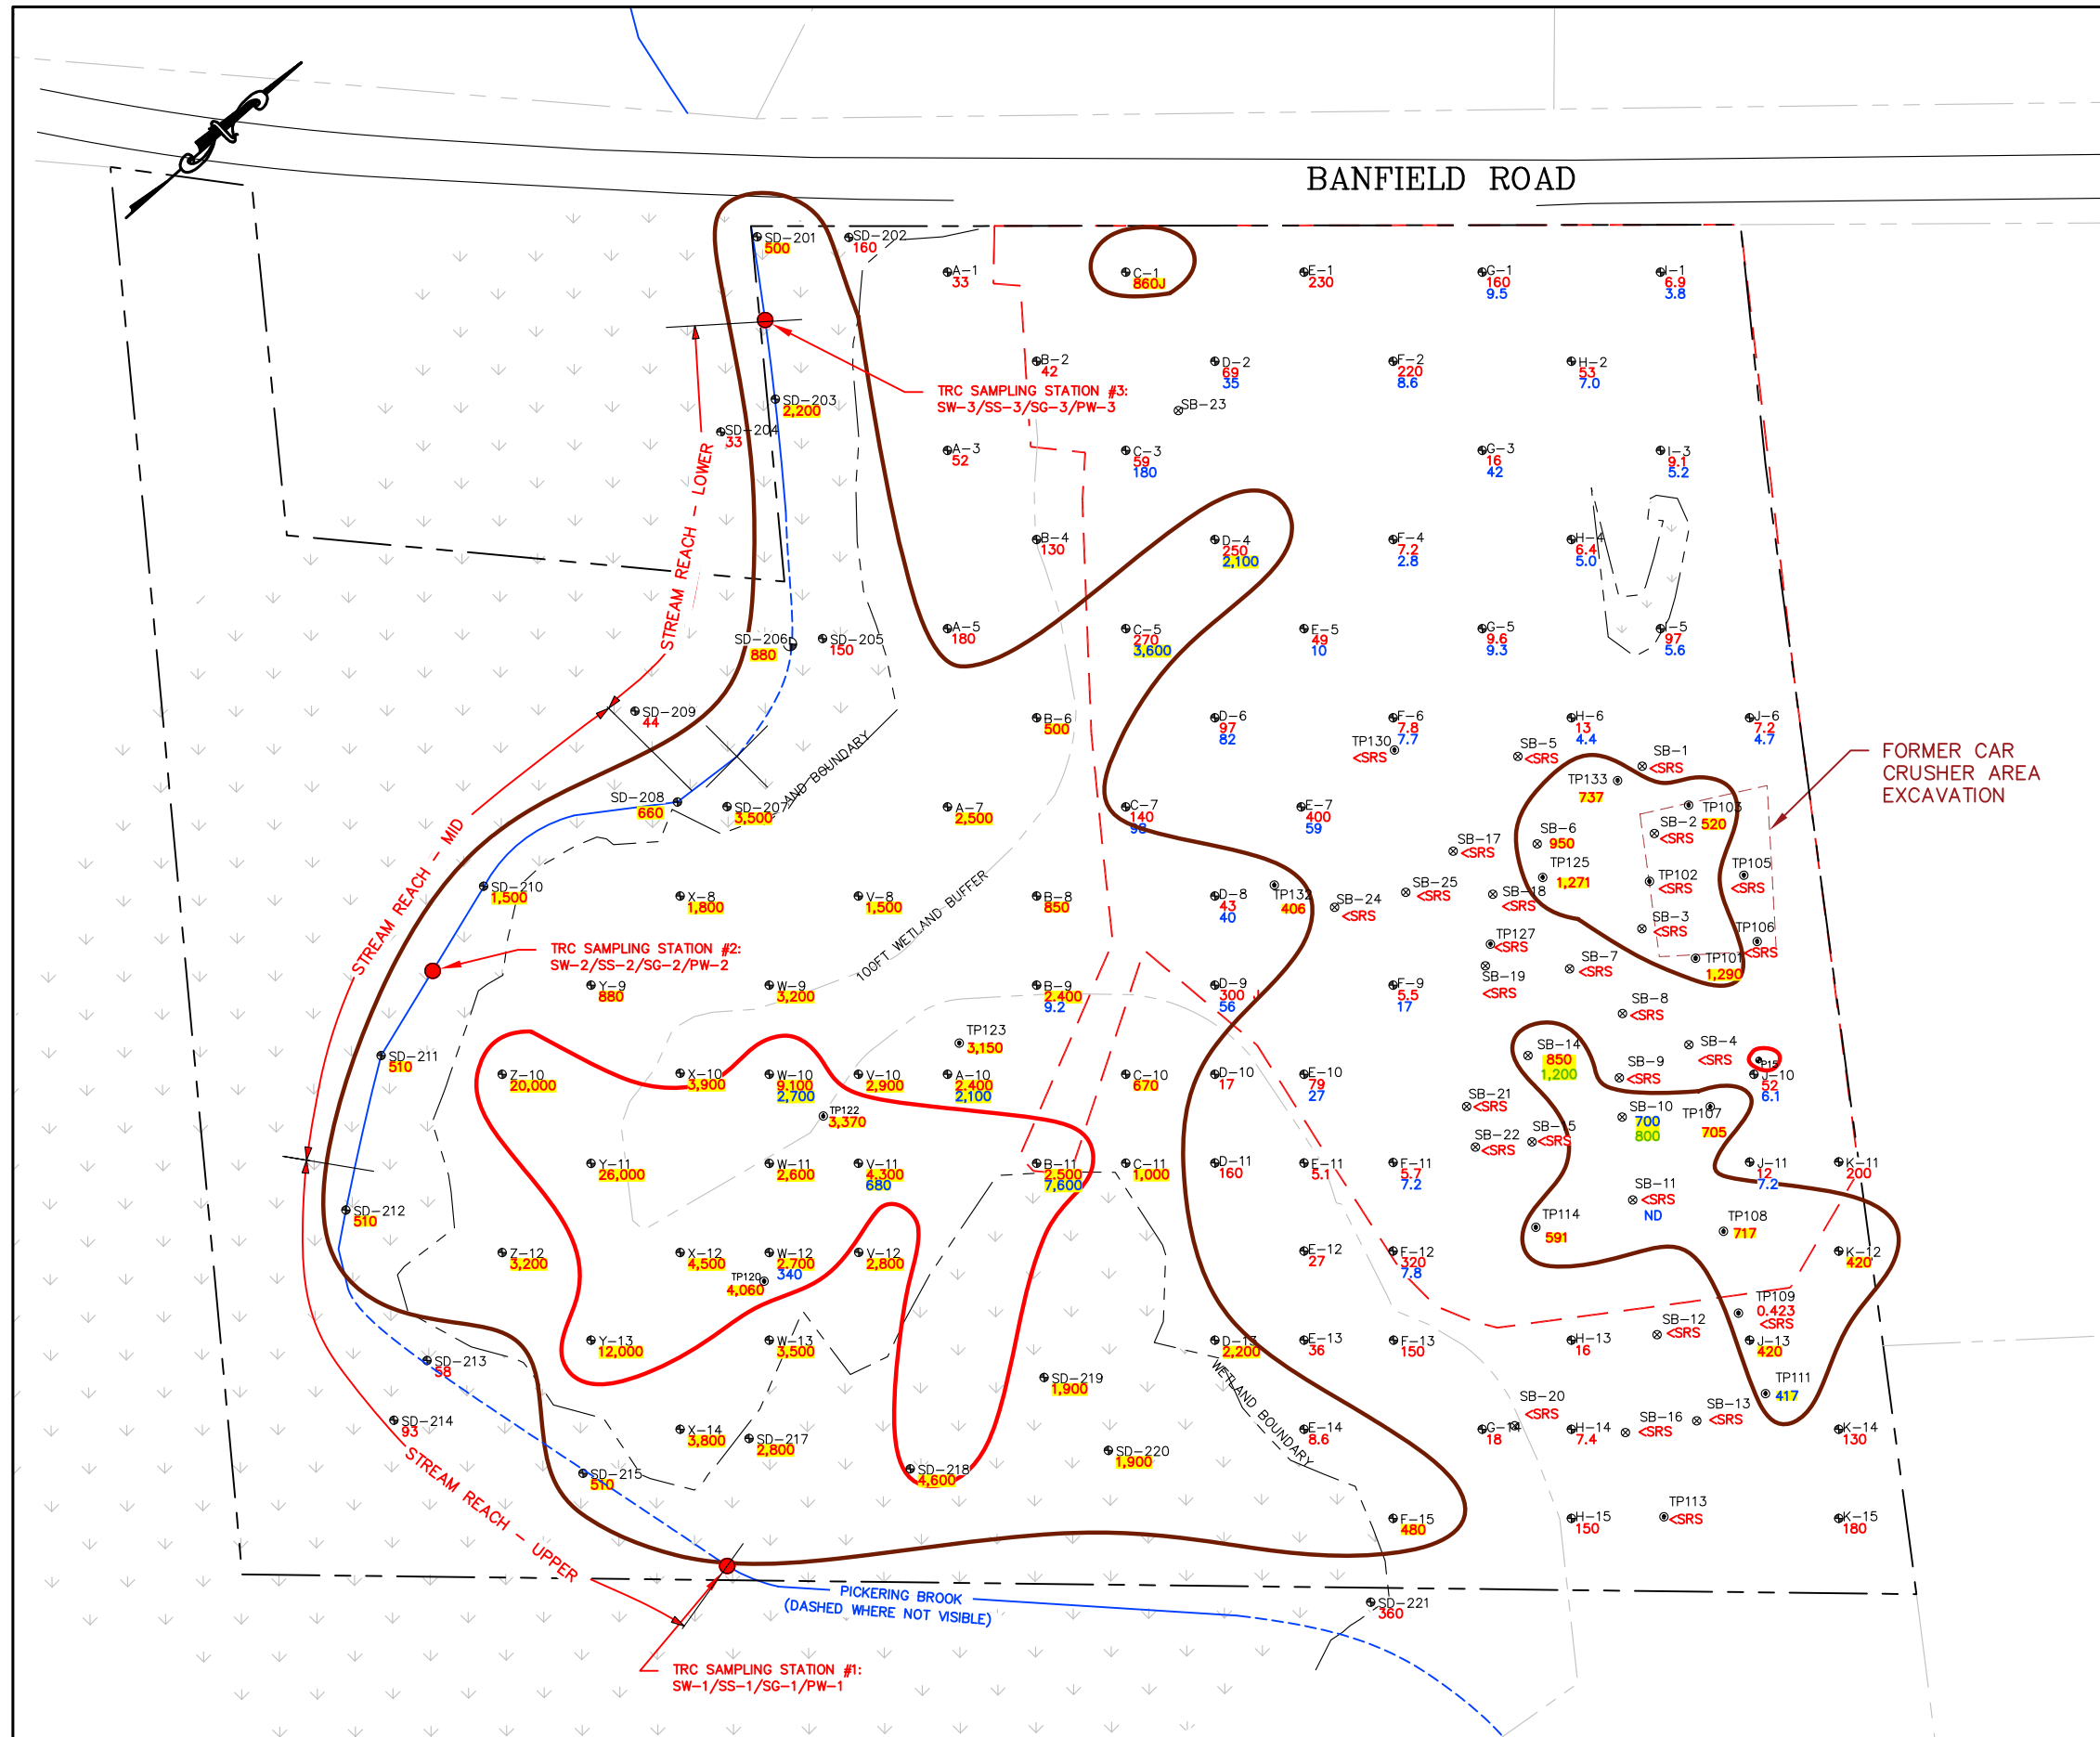 BANFIELD ROAD
SD-201
500
SD-202
160
A-1
33
C-1
860J
E-1
230
G-1
160
9.5
I-1
6.9
3.8
B-2
42
D-2
69
35
F-2
220
8.6
H-2
53
7.0
TRC SAMPLING STATION #3:
SW-3/SS-3/SG-3/PW-3
SB-23
SD-203
2,200
SD-204
33
A-3
52
C-3
59
180
G-3
16
42
I-3
9.1
5.2
STREAM REACH - LOWER
B-4
130
D-4
250
2,100
F-4
7.2
2.8
H-4
6.4
5.0
SD-206
880
SD-205
150
A-5
180
C-5
270
3,600
E-5
49
10
G-5
9.6
9.3
I-5
97
5.6
SD-209
44
B-6
500
D-6
97
82
F-6
7.8
7.7
H-6
13
4.4
J-6
7.2
4.7
TP130
<SRS
SB-5
<SRS
SB-1
<SRS
FORMER CAR
CRUSHER AREA
EXCAVATION
TP133
737
AND BOUNDARY
SD-208
660
SD-207
3,500
A-7
2,500
C-7
140
98
E-7
400
59
TP103
520
SB-2
<SRS
SB-6
950
SB-17
<SRS
STREAM REACH - MID
SD-210
1,500
X-8
1,800
V-8
1,500
B-8
850
D-8
43
40
TP132
406
SB-24
<SRS
SB-25
<SRS
SB-18
<SRS
TP125
1,271
TP102
<SRS
TP105
<SRS
100FT WETLAND BUFFER
SB-3
<SRS
TP106
<SRS
TP127
<SRS
TRC SAMPLING STATION #2:
SW-2/SS-2/SG-2/PW-2
Y-9
880
W-9
3,200
B-9
2,400
9.2
D-9
300 J
56
F-9
5.5
17
SB-19
<SRS
SB-7
<SRS
TP101
1,290
SB-8
<SRS
TP123
3,150
SD-211
510
Z-10
20,000
X-10
3,900
W-10
9,100
2,700
V-10
2,900
A-10
2,400
2,100
C-10
670
D-10
17
E-10
79
27
SB-14
850
1,200
SB-9
<SRS
SB-4
<SRS
P15
J-10
52
6.1
TP122
3,370
SB-21
<SRS
SB-10
700
800
TP107
705
SB-22
<SRS
SB-15
<SRS
Y-11
26,000
W-11
2,600
V-11
4,300
680
B-11
2,500
7,600
C-11
1,000
D-11
160
E-11
5.1
F-11
5.7
7.2
J-11
12
7.2
K-11
200
SD-212
510
SB-11
<SRS
ND
TP114
591
TP108
717
Z-12
3,200
X-12
4,500
W-12
2,700
340
V-12
2,800
E-12
27
F-12
320
7.8
K-12
420
TP120
4,060
TP109
0.423
<SRS
SB-12
<SRS
Y-13
12,000
W-13
3,500
D-13
2,200
E-13
36
F-13
150
H-13
16
J-13
420
SD-213
58
SD-219
1,900
WETLAND BOUNDARY
TP111
417
SB-20
<SRS
SB-16
<SRS
SB-13
<SRS
SD-214
93
X-14
3,800
SD-217
2,800
E-14
8.6
G-14
18
H-14
7.4
K-14
130
SD-215
510
SD-218
4,600
SD-220
1,900
STREAM REACH - UPPER
F-15
480
H-15
150
TP113
<SRS
K-15
180
PICKERING BROOK
(DASHED WHERE NOT VISIBLE)
SD-221
360
TRC SAMPLING STATION #1:
SW-1/SS-1/SG-1/PW-1